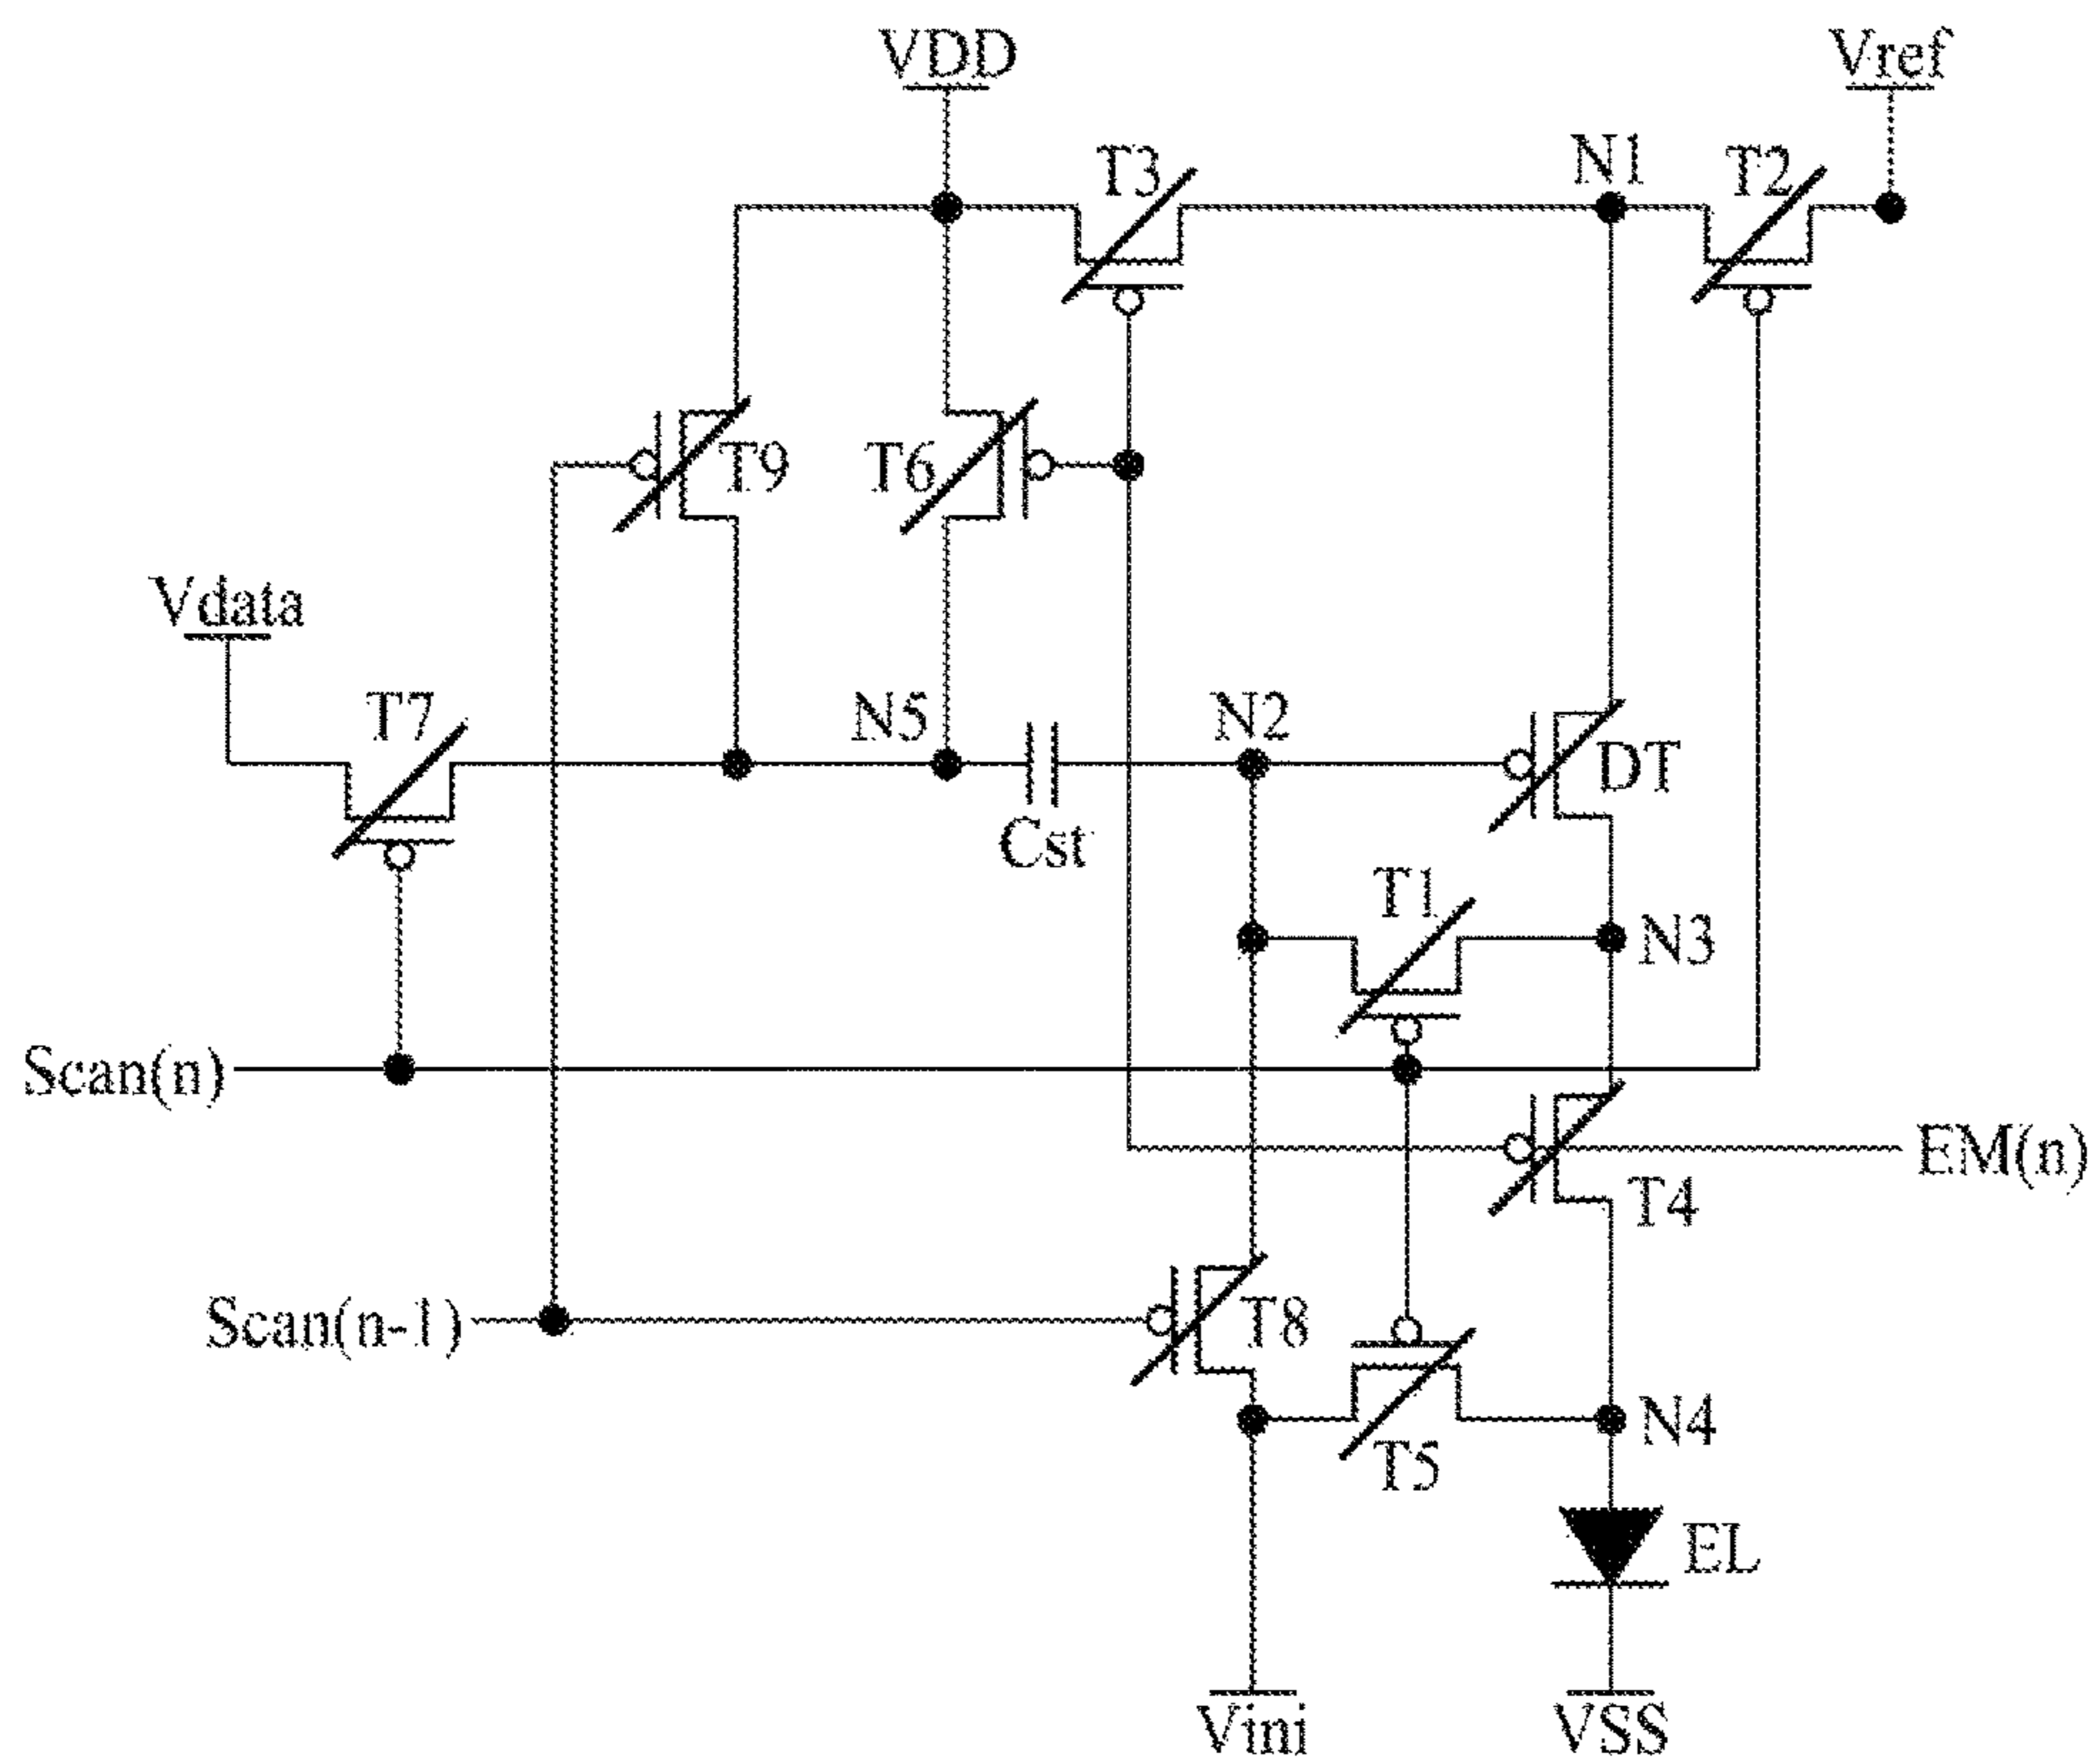 VDD
Vref
T3
N1
T2
T9
T6
Vdata
T7
N5
N2
DT
Cst
T1
N3
Scan(n)
EM(n)
T4
Scan(n-1)
T8
N4
T5
EL
Vini
VSS